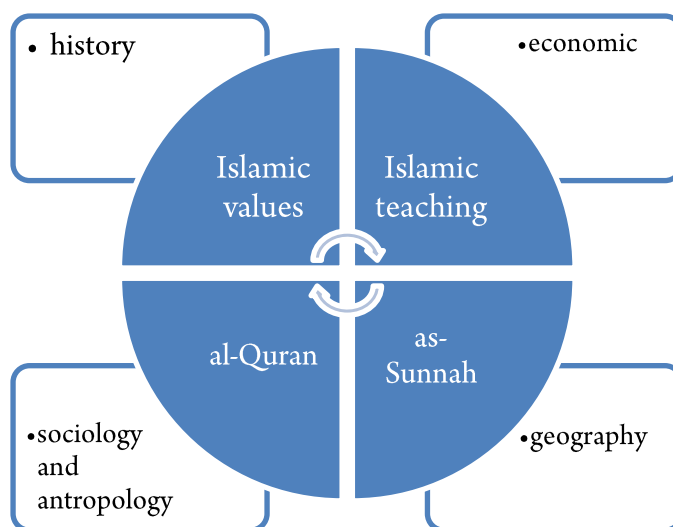 • history
•economic
Islamic
values
Islamic
teaching
al-Quran
as-
Sunnah
•sociology
and
antropology
•geography